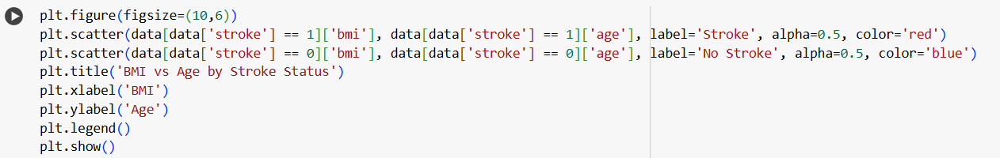 plt.figure(figsize=(10,6))
plt.scatter(data[data['stroke'] == 1]['bmi'], data[data['stroke'] == 1]['age'], label='Stroke', alpha=0.5, color='red')
plt.scatter(data[data['stroke'] == 0]['bmi'], data[data['stroke'] == 0]['age'], label='No Stroke', alpha=0.5, color='blue')
plt.title('BMI vs Age by Stroke Status')
plt.xlabel('BMI')
plt.ylabel('Age')
plt.legend()
plt.show()